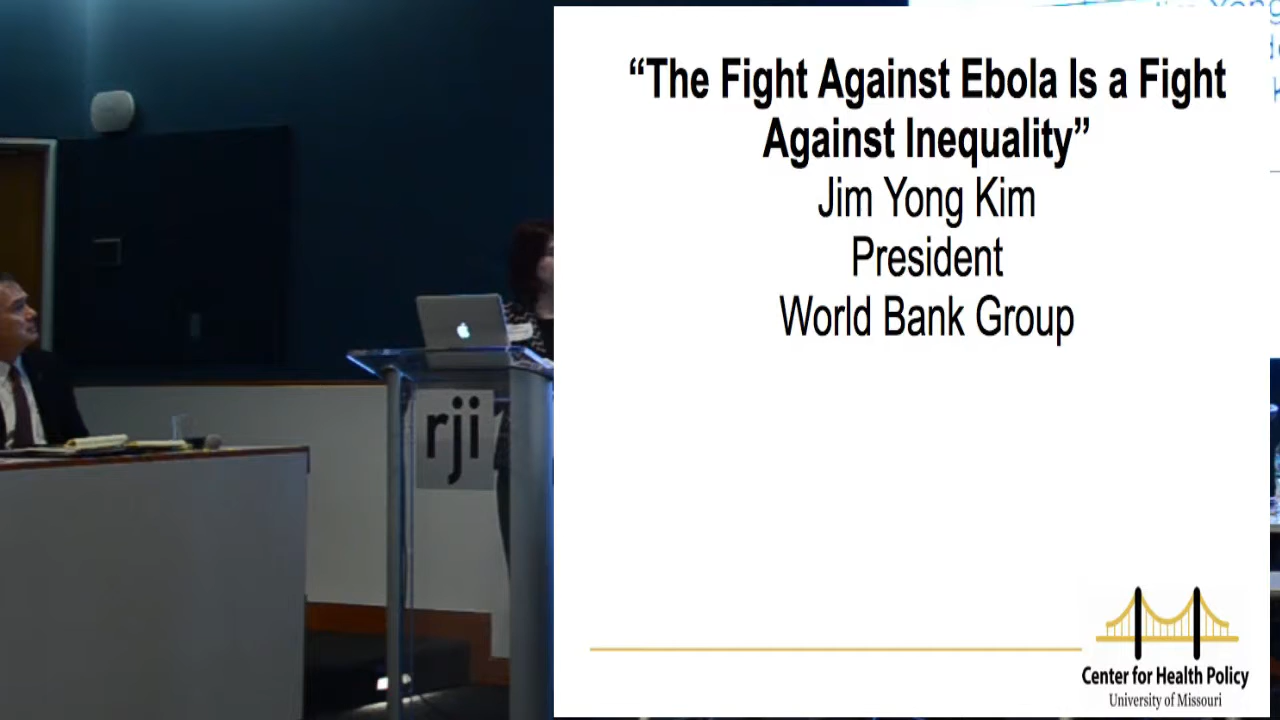 “The Fight Against Ebola Is a Fight
Against Inequality”
Jim Yong Kim
President
World Bank Group
Center for Health Policy
University of Missouri
rji